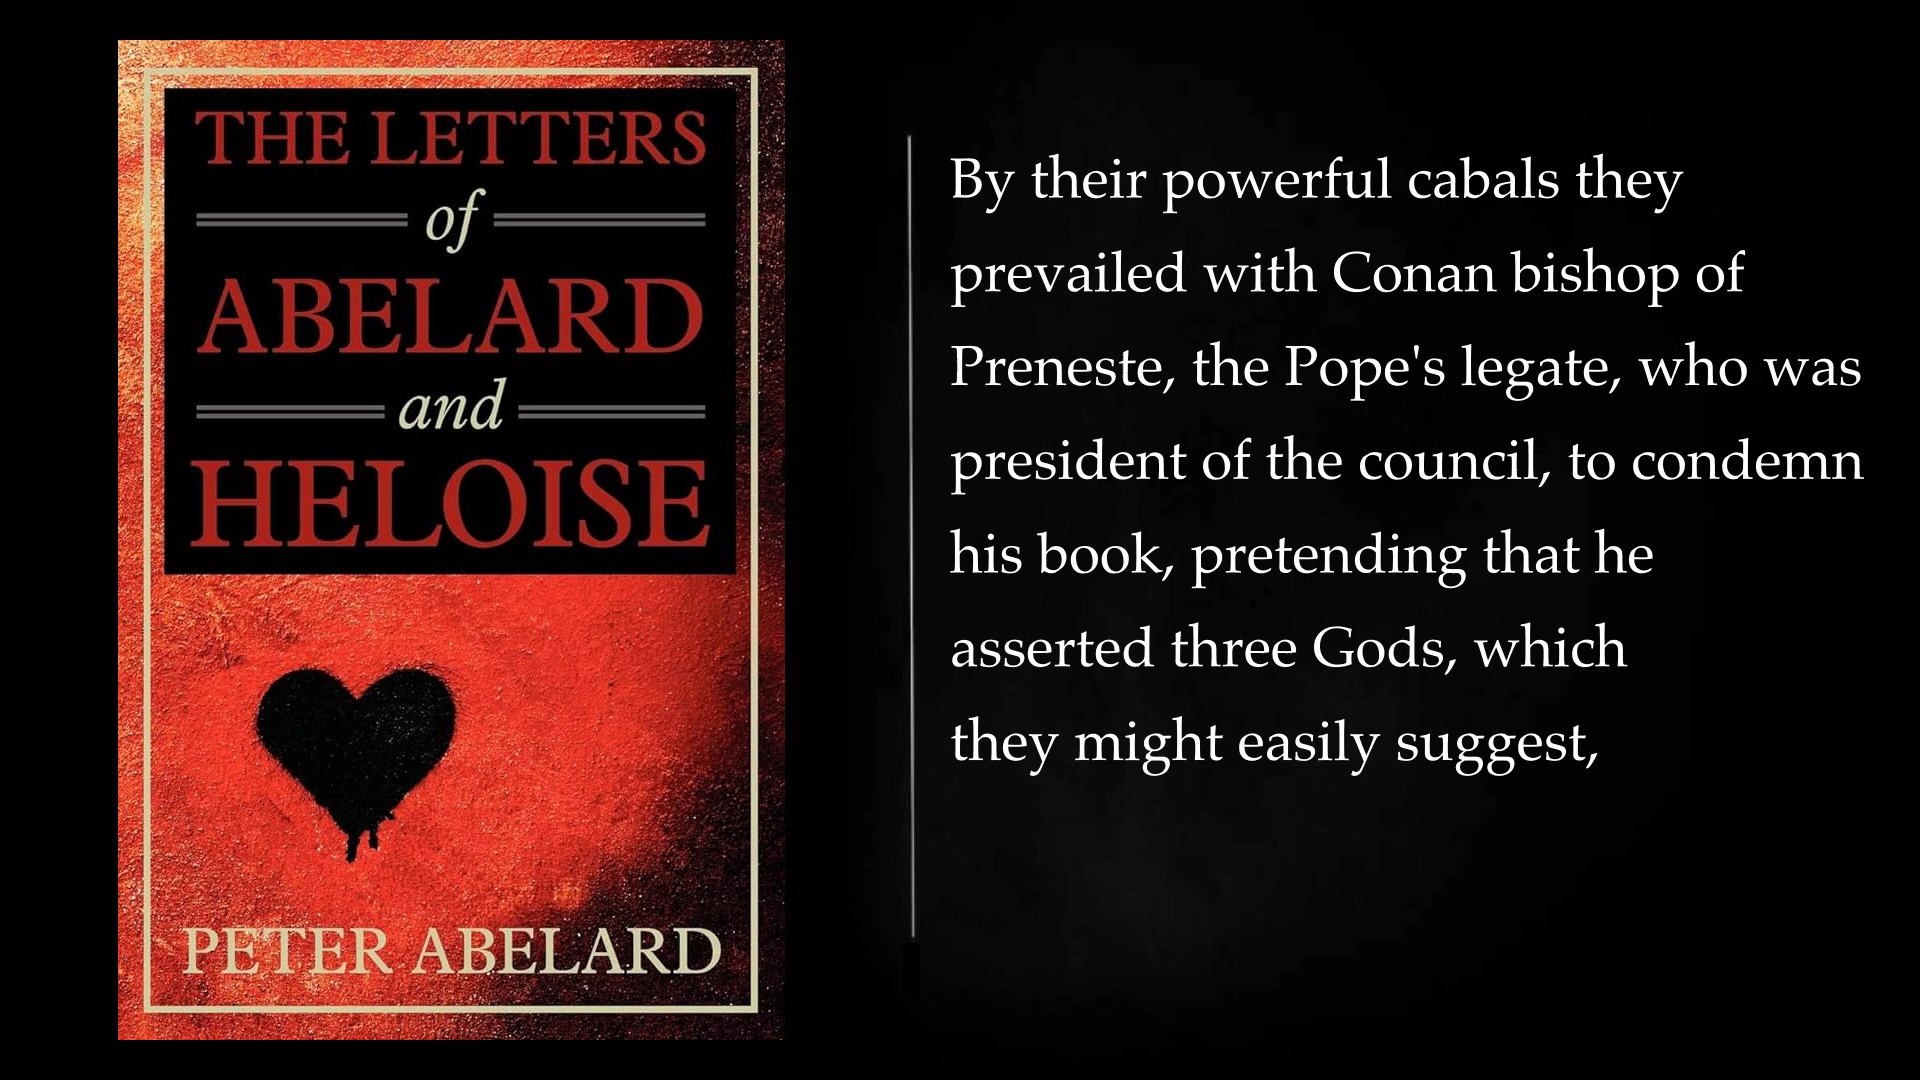 THE LETTERS
of
ABELARD
and
HELOISE
PETER ABELARD
By their powerful cabals they
prevailed with Conan bishop of
Preneste, the Pope's legate, who was
president of the council, to condemn
his book, pretending that he
asserted three Gods, which
they might easily suggest,